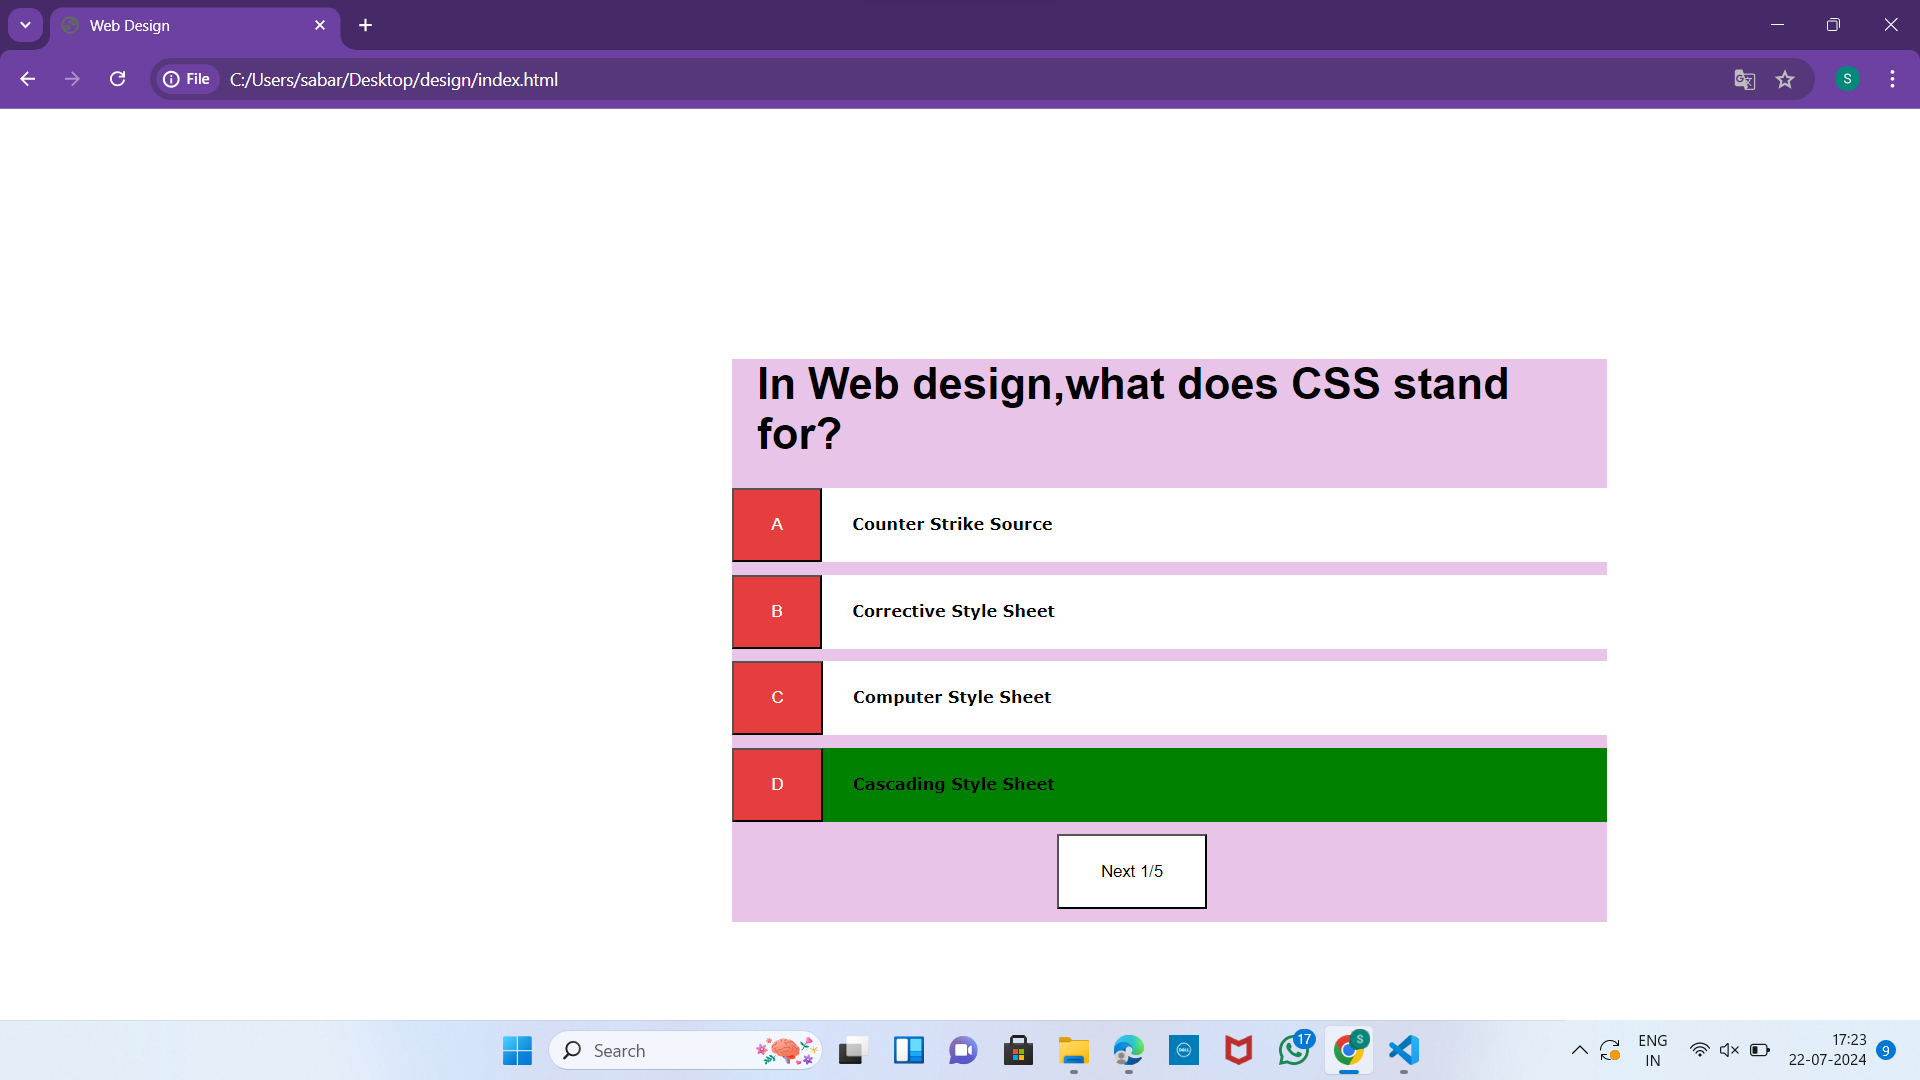 Web Design
File C:/Users/sabar/Desktop/design/index.html
S
In Web design,what does CSS stand
for?
A Counter Strike Source
B Corrective Style Sheet
C Computer Style Sheet
D Cascading Style Sheet
Next 1/5
Search
17
S
ENG
IN
17:23
22-07-2024
9